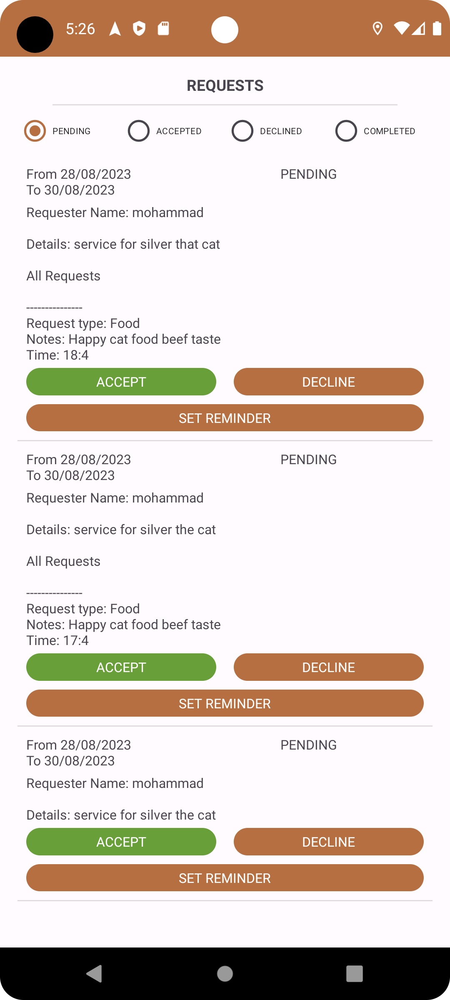 5:26
REQUESTS
PENDING ACCEPTED DECLINED COMPLETED
From 28/08/2023 PENDING
To 30/08/2023
Requester Name: mohammad
Details: service for silver that cat
All Requests
---------------
Request type: Food
Notes: Happy cat food beef taste
Time: 18:4
ACCEPT DECLINE
SET REMINDER
From 28/08/2023 PENDING
To 30/08/2023
Requester Name: mohammad
Details: service for silver the cat
All Requests
---------------
Request type: Food
Notes: Happy cat food beef taste
Time: 17:4
ACCEPT DECLINE
SET REMINDER
From 28/08/2023 PENDING
To 30/08/2023
Requester Name: mohammad
Details: service for silver the cat
ACCEPT DECLINE
SET REMINDER